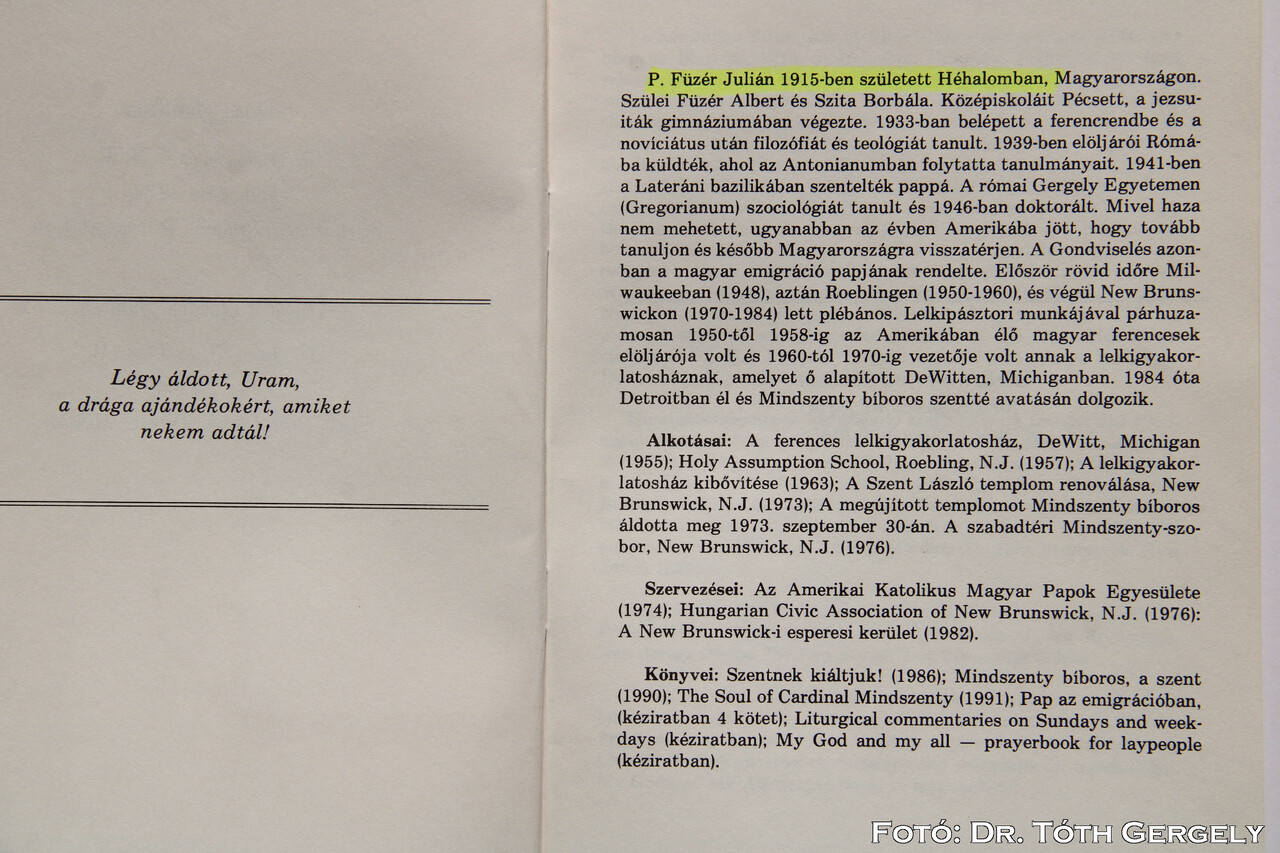 Légy áldott, Uram,
a drága ajándékokért, amiket
nekem adtál!
P. Füzér Julián 1915-ben született Héhalomban, Magyarországon.
Szülei Füzér Albert és Szita Borbála. Középiskoláit Pécsett, a jezsu-
iták gimnáziumában végezte. 1933-ban belépett a ferencrendbe és a
novíciátus után filozófiát és teológiát tanult. 1939-ben elöljárói Rómá-
ba küldték, ahol az Antonianumban folytatta tanulmányait. 1941-ben
a Lateráni bazilikában szentelték pappá. A római Gergely Egyetemen
(Gregorianum) szociológiát tanult és 1946-ban doktorált. Mivel haza
nem mehetett, ugyanabban az évben Amerikába jött, hogy tovább
tanuljon és később Magyarországra visszatérjen. A Gondviselés azon-
ban a magyar emigráció papjának rendelte. Először rövid időre Mil-
waukeeban (1948), aztán Roeblingen (1950-1960), és végül New Bruns-
wickon (1970-1984) lett plébános. Lelkipásztori munkájával párhuza-
mosan 1950-től 1958-ig az Amerikában élő magyar ferencesek
elöljárója volt és 1960-tól 1970-ig vezetője volt annak a lelkigyakor-
latosháznak, amelyet ő alapított DeWitten, Michiganban. 1984 óta
Detroitban él és Mindszenty bíboros szentté avatásán dolgozik.
Alkotásai: A ferences lelkigyakorlatosház, DeWitt, Michigan
(1955); Holy Assumption School, Roebling, N.J. (1957); A lelkigyakor-
latosház kibővítése (1963); A Szent László templom renoválása, New
Brunswick, N.J. (1973); A megújított templomot Mindszenty bíboros
áldotta meg 1973. szeptember 30-án. A szabadtéri Mindszenty-szo-
bor, New Brunswick, N.J. (1976).
Szervezései: Az Amerikai Katolikus Magyar Papok Egyesülete
(1974); Hungarian Civic Association of New Brunswick, N.J. (1976):
A New Brunswick-i esperesi kerület (1982).
Könyvei: Szentnek kiáltjuk! (1986); Mindszenty bíboros, a szent
(1990); The Soul of Cardinal Mindszenty (1991); Pap az emigrációban,
(kéziratban 4 kötet); Liturgical commentaries on Sundays and week-
days (kéziratban); My God and my all — prayerbook for laypeople
(kéziratban).
Fotó: Dr. Tóth Gergely